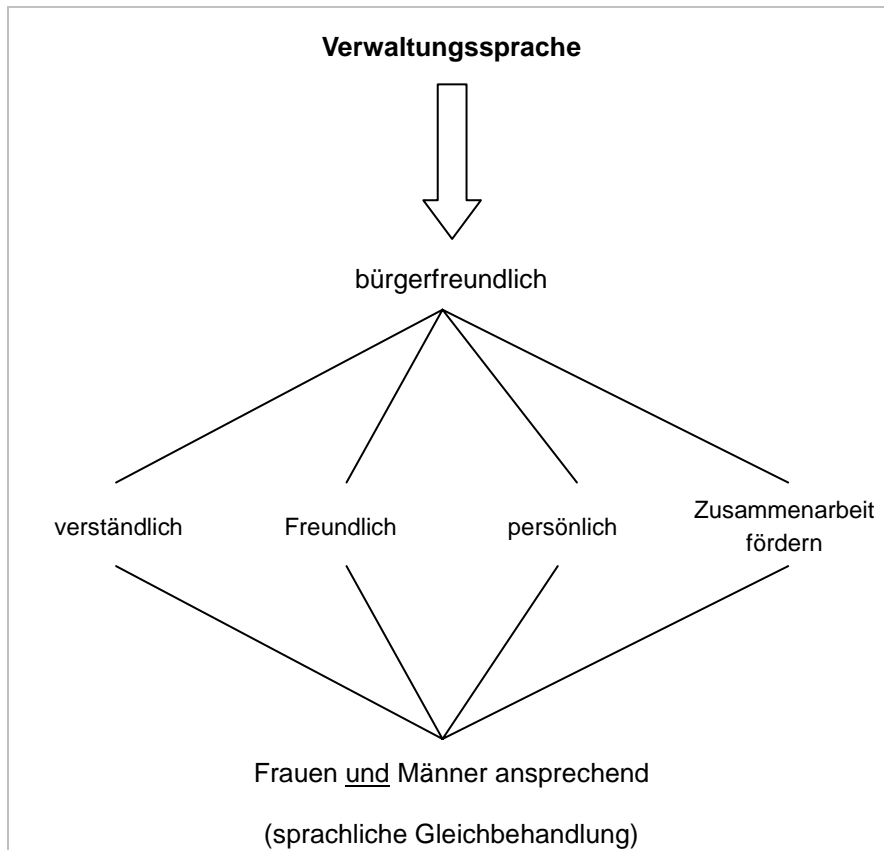 Verwaltungssprache
bürgerfreundlich
verständlich
Freundlich
persönlich
Zusammenarbeit
fördern
Frauen und Männer ansprechend
(sprachliche Gleichbehandlung)